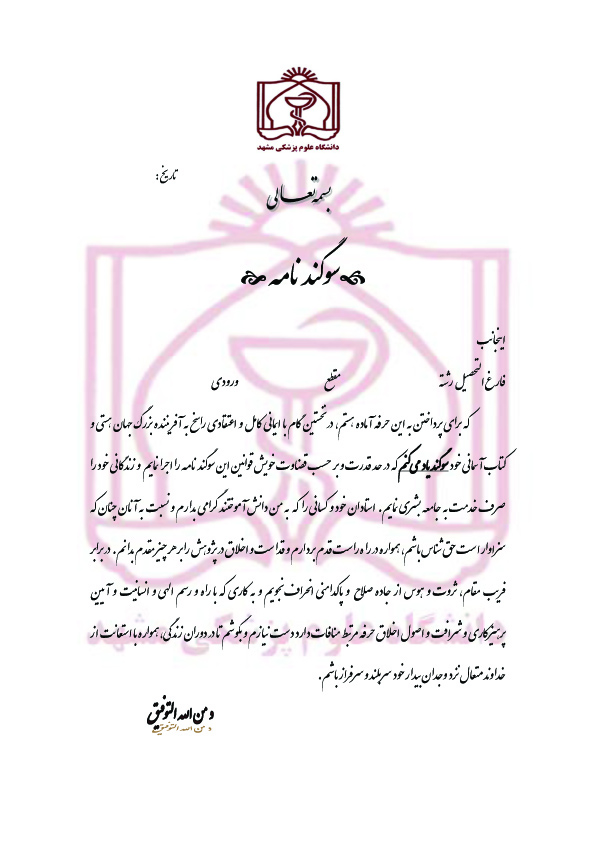 دانشگاه علوم پزشکی مشهد
تاریخ:
بسمه تعالی
سوگند نامه
اینجانب
فارغ التحصیل رشته مقطع ورودی
که برای پرداختن به این حرفه آماده هستم، در نخستین گام با ایمانی کامل و اعتقادی راسخ به آفریننده بزرگ جهان هستی و
کتاب آسمانی خود سوگند یاد می کنم که در حد قدرت و بر حسب قضاوت خویش قوانین این سوگند نامه را اجرا نمایم و زندگانی خود را
صرف خدمت به جامعه بشری نمایم. استادان خود و کسانی را که به من دانش آموختند گرامی بدارم و نسبت به آنان چنان که
سزاوار است حق شناس باشم، همواره در راه راست قدم بردارم و قداست و اخلاق در پژوهش را بر هر چیز مقدم بدانم. در برابر
فریب مقام، ثروت و هوس از جاده صلاح و پاکدامنی انحراف نجویم و به کاری که با راه و رسم الهی و انسانیت و آیین
پرهیزکاری و شرافت و اصول اخلاق حرفه مرتبط منافات دارد دست نیازم و بکوشم تا در دوران زندگی، همواره با استعانت از
خداوند متعال نزد وجدان بیدار خود سربلند و سرفراز باشم.
و من الله التوفیق
دانشگاه علوم پزشکی مشهد